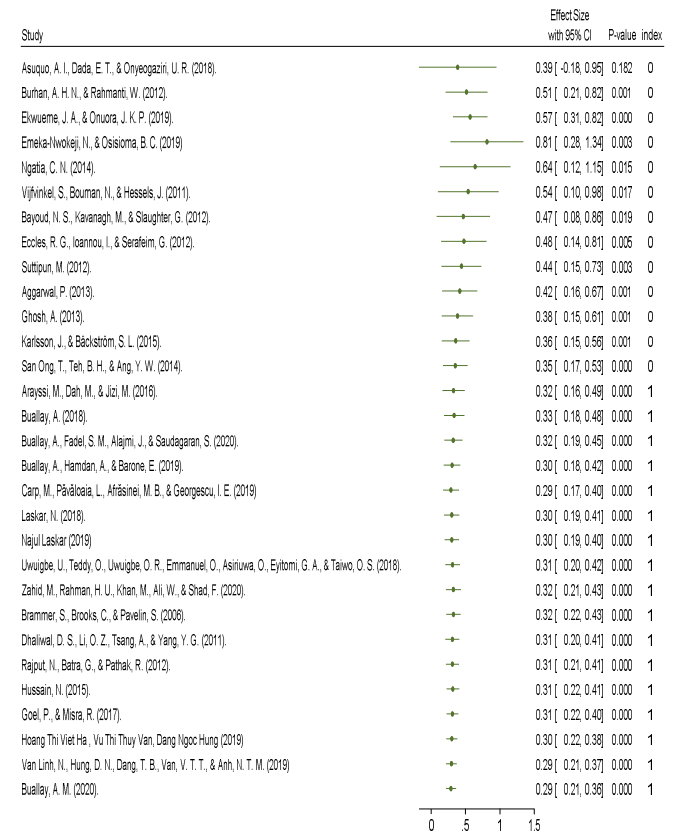 Effect Size
Study with 95% CI P-value index
Asuquo, A. I., Dada, E. T., & Onyeogaziri, U. R. (2018). 0.39 [ -0.18, 0.95] 0.182 0
Burhan, A. H. N., & Rahmanti, W. (2012). 0.51 [ 0.21, 0.82] 0.001 0
Ekwueme, J. A., & Onuora, J. K. P. (2019). 0.57 [ 0.31, 0.82] 0.000 0
Emeka-Nwokeji, N., & Osisioma, B. C. (2019) 0.81 [ 0.28, 1.34] 0.003 0
Ngatia, C. N. (2014). 0.64 [ 0.12, 1.15] 0.015 0
Vijfvinkel, S., Bouman, N., & Hessels, J. (2011). 0.54 [ 0.10, 0.98] 0.017 0
Bayoud, N. S., Kavanagh, M., & Slaughter, G. (2012). 0.47 [ 0.08, 0.86] 0.019 0
Eccles, R. G., Ioannou, I., & Serafeim, G. (2012). 0.48 [ 0.14, 0.81] 0.005 0
Suttipun, M. (2012). 0.44 [ 0.15, 0.73] 0.003 0
Aggarwal, P. (2013). 0.42 [ 0.16, 0.67] 0.001 0
Ghosh, A. (2013). 0.38 [ 0.15, 0.61] 0.001 0
Karlsson, J., & Bäckström, S. L. (2015). 0.36 [ 0.15, 0.56] 0.001 0
San Ong, T., Teh, B. H., & Ang, Y. W. (2014). 0.35 [ 0.17, 0.53] 0.000 0
Arayssi, M., Dah, M., & Jizi, M. (2016). 0.32 [ 0.16, 0.49] 0.000 1
Buallay, A. (2018). 0.33 [ 0.18, 0.48] 0.000 1
Buallay, A., Fadel, S. M., Alajmi, J., & Saudagaran, S. (2020). 0.32 [ 0.19, 0.45] 0.000 1
Buallay, A., Hamdan, A., & Barone, E. (2019). 0.30 [ 0.18, 0.42] 0.000 1
Carp, M., Păvăloaia, L., Afrăsinei, M. B., & Georgescu, I. E. (2019) 0.29 [ 0.17, 0.40] 0.000 1
Laskar, N. (2018). 0.30 [ 0.19, 0.41] 0.000 1
Najul Laskar (2019) 0.30 [ 0.19, 0.40] 0.000 1
Uwuigbe, U., Teddy, O., Uwuigbe, O. R., Emmanuel, O., Asiriuwa, O., Eyitomi, G. A., & Taiwo, O. S. (2018). 0.31 [ 0.20, 0.42] 0.000 1
Zahid, M., Rahman, H. U., Khan, M., Ali, W., & Shad, F. (2020). 0.32 [ 0.21, 0.43] 0.000 1
Brammer, S., Brooks, C., & Pavelin, S. (2006). 0.32 [ 0.22, 0.43] 0.000 1
Dhaliwal, D. S., Li, O. Z., Tsang, A., & Yang, Y. G. (2011). 0.31 [ 0.20, 0.41] 0.000 1
Rajput, N., Batra, G., & Pathak, R. (2012). 0.31 [ 0.21, 0.41] 0.000 1
Hussain, N. (2015). 0.31 [ 0.22, 0.41] 0.000 1
Goel, P., & Misra, R. (2017). 0.31 [ 0.22, 0.40] 0.000 1
Hoang Thi Viet Ha , Vu Thi Thuy Van, Dang Ngoc Hung (2019) 0.30 [ 0.22, 0.38] 0.000 1
Van Linh, N., Hung, D. N., Dang, T. B., Van, V. T. T., & Anh, N. T. M. (2019) 0.29 [ 0.21, 0.37] 0.000 1
Buallay, A. M. (2020). 0.29 [ 0.21, 0.36] 0.000 1
0 .5 1 1.5